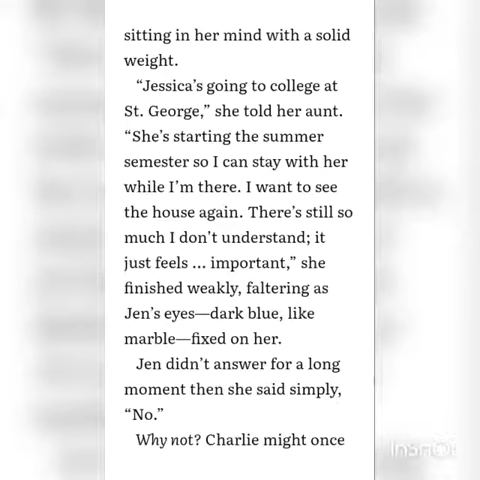 sitting in her mind with a solid
weight.
“Jessica’s going to college at
St. George,” she told her aunt.
“She’s starting the summer
semester so I can stay with her
while I’m there. I want to see
the house again. There’s still so
much I don’t understand; it
just feels ... important,” she
finished weakly, faltering as
Jen’s eyes—dark blue, like
marble—fixed on her.
Jen didn’t answer for a long
moment then she said simply,
“No.”
Why not? Charlie might once
InShOt